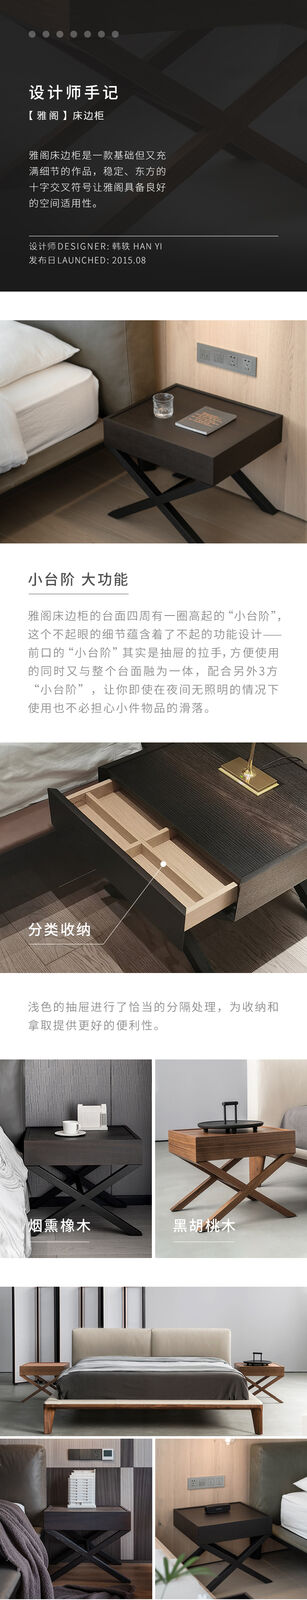 设计师手记
【 雅阁 】床边柜
雅阁床边柜是一款基础但又充
满细节的作品，稳定、东方的
十字交叉符号让雅阁具备良好
的空间适用性。
设计师DESIGNER: 韩轶 HAN YI
发布日LAUNCHED: 2015.08
小台阶 大功能
雅阁床边柜的台面四周有一圈高起的“小台阶”，
这个不起眼的细节蕴含着了不起的功能设计——
前口的“小台阶”其实是抽屉的拉手，方便使用
的同时又与整个台面融为一体，配合另外3方
“小台阶”，让你即使在夜间无照明的情况下
使用也不必担心小件物品的滑落。
分类收纳
浅色的抽屉进行了恰当的分隔处理，为收纳和
拿取提供更好的便利性。
烟熏橡木
黑胡桃木